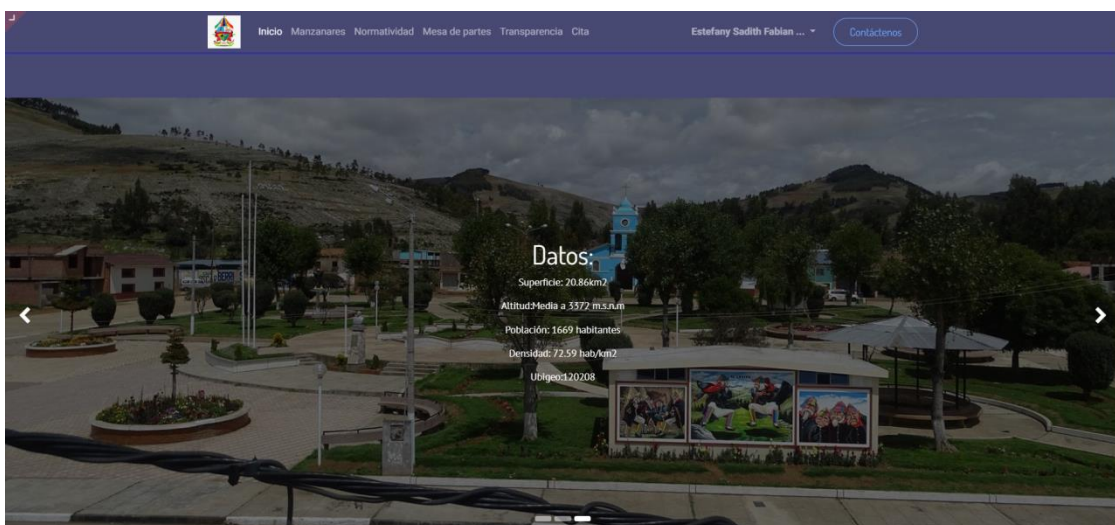 Inicio Manzanares Normatividad Mesa de partes Transparencia Cita Estefany Sadith Fabian ... Contáctenos
Datos:
Superficie: 20.86km2
Altitud:Media a 3372 m.s.n.m
Población: 1669 habitantes
Densidad: 72.59 hab/km2
Ubigeo:120208